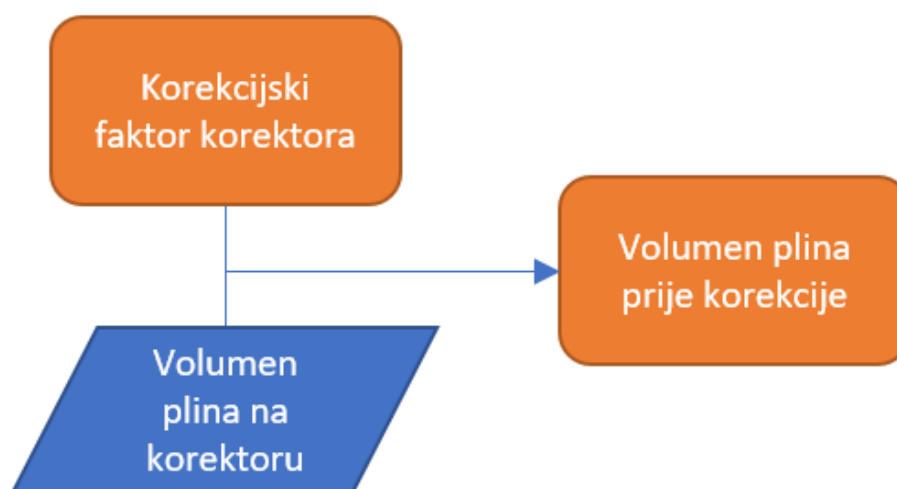 Korekcijski
faktor korektora
Volumen plina
prije korekcije
Volumen
plina na
korektoru